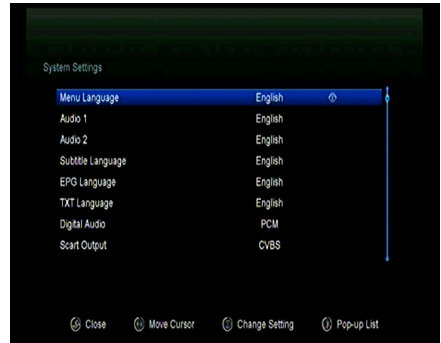 System Settings
Menu Language English
Audio 1 English
Audio 2 English
Subtitle Language English
EPG Language English
TXT Language English
Digital Audio PCM
Scart Output CVBS
Close Move Cursor Change Setting Pop-up List